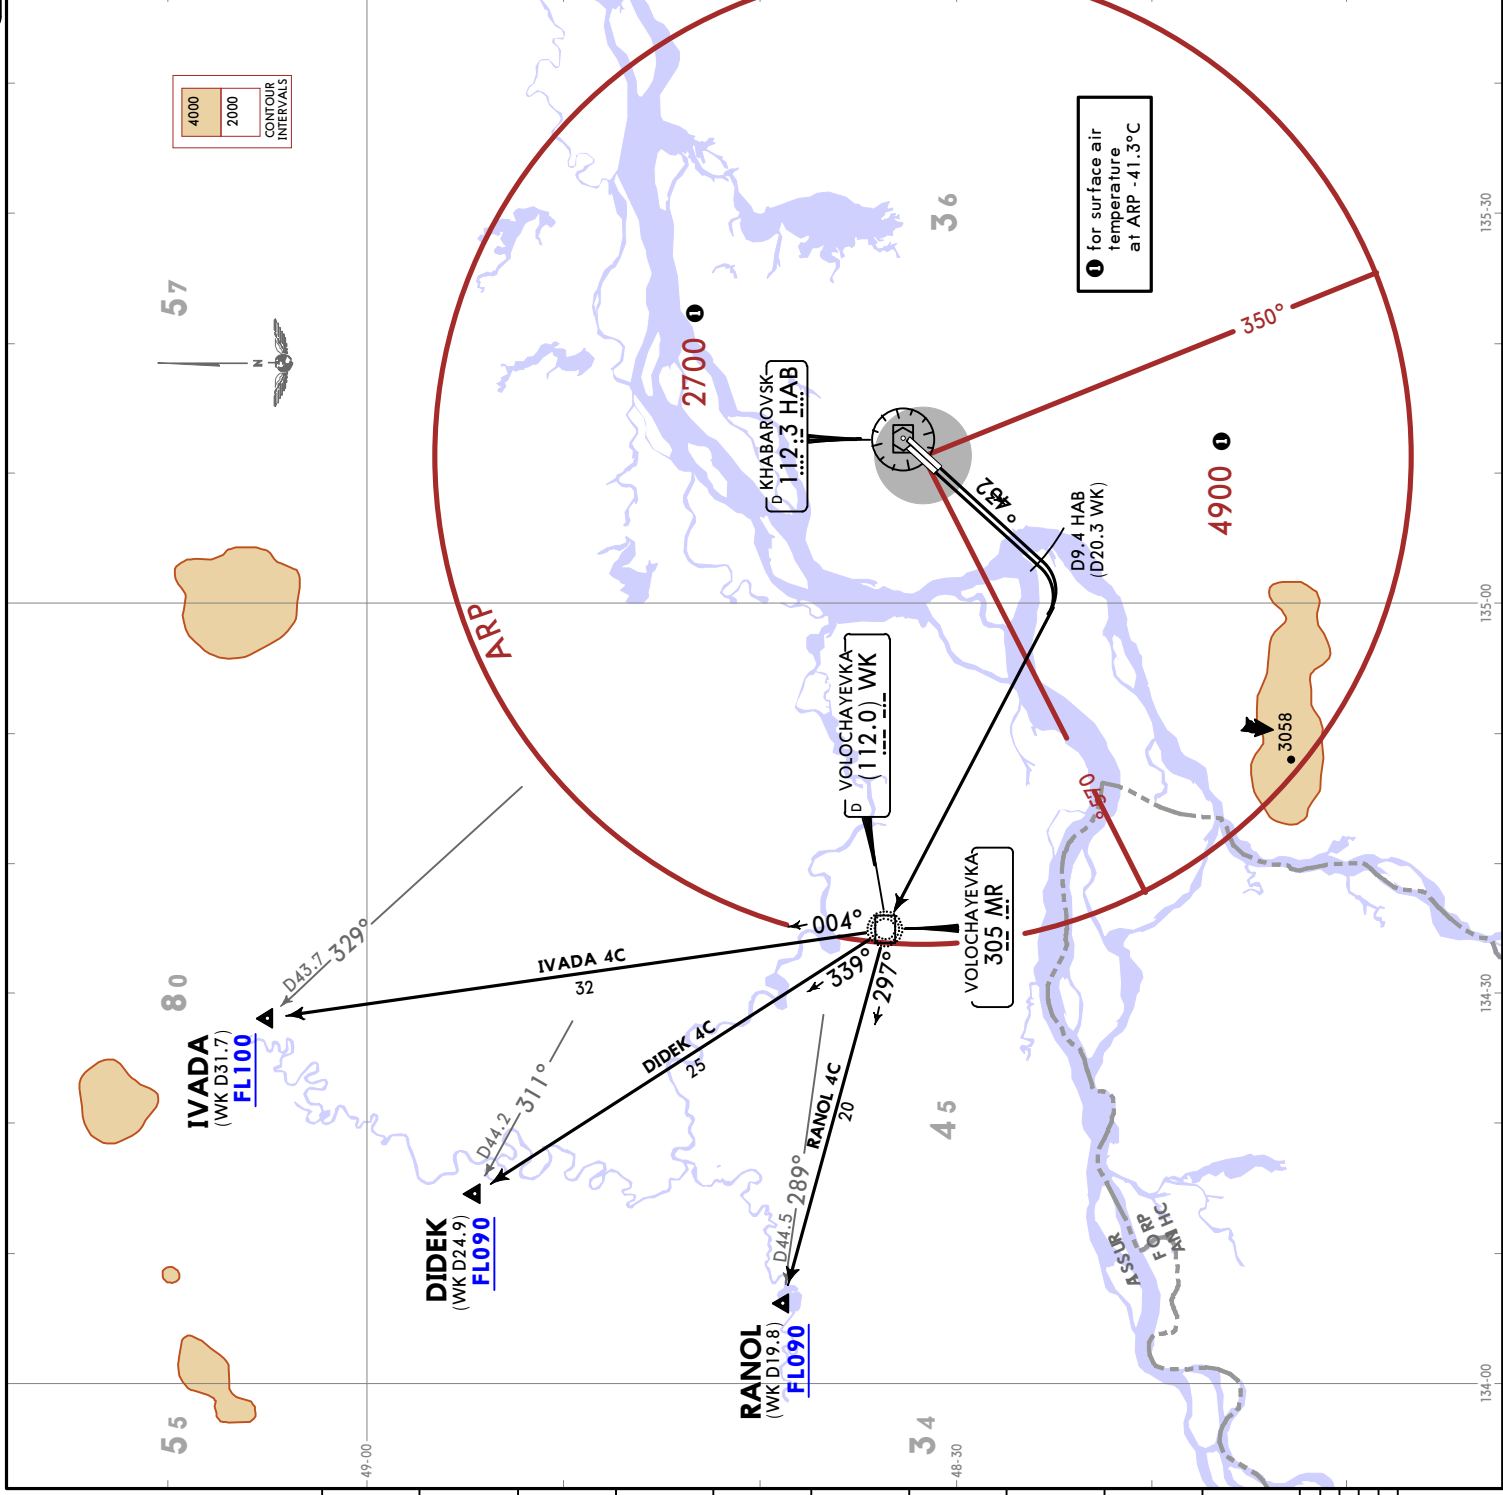 4000
2000
CONTOUR
INTERVALS
57
N
80
55
36
45
34
❶ for surface air
temperature
at ARP -41.3°C
2700 ❶
4900 ❶
350°
ARP
KHABAROVSK
D 112.3 HAB
D9.4 HAB
(D20.3 WK)
VOLOCHAYEVKA
D (112.0) WK
VOLOCHAYEVKA
305 MR
3058
004°
339°
297°
IVADA 4C
32
DIDEK 4C
25
RANOL 4C
20
D43.7 329°
D44.2 311°
D44.5 289°
IVADA
(WK D31.7)
FL100
DIDEK
(WK D24.9)
FL090
RANOL
(WK D19.8)
FL090
49-00
48-30
135-30
135-00
134-30
134-00